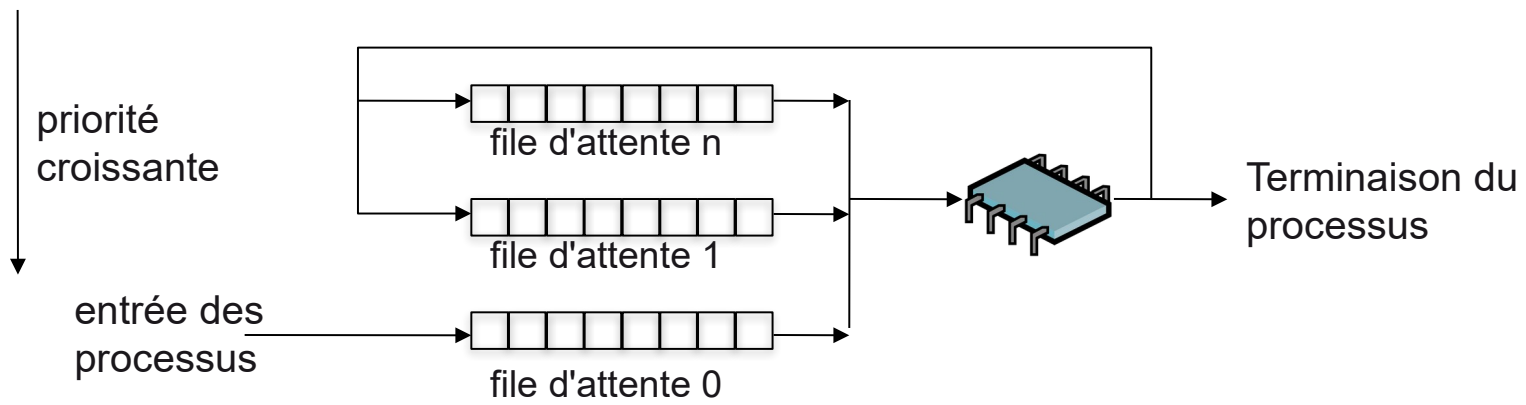 priorité
croissante
file d'attente n
file d'attente 1
Terminaison du
processus
entrée des
processus
file d'attente 0